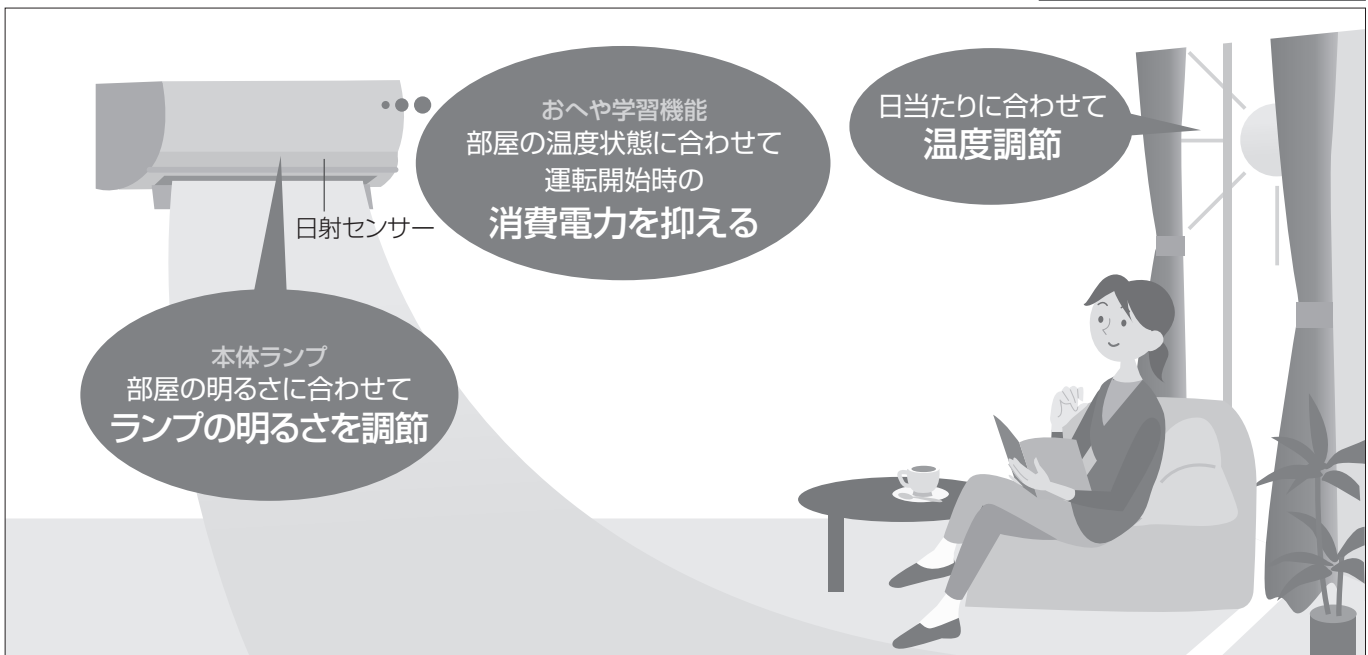 おへや学習機能
部屋の温度状態に合わせて
運転開始時の
消費電力を抑える
日当たりに合わせて
温度調節
日射センサー
本体ランプ
部屋の明るさに合わせて
ランプの明るさを調節